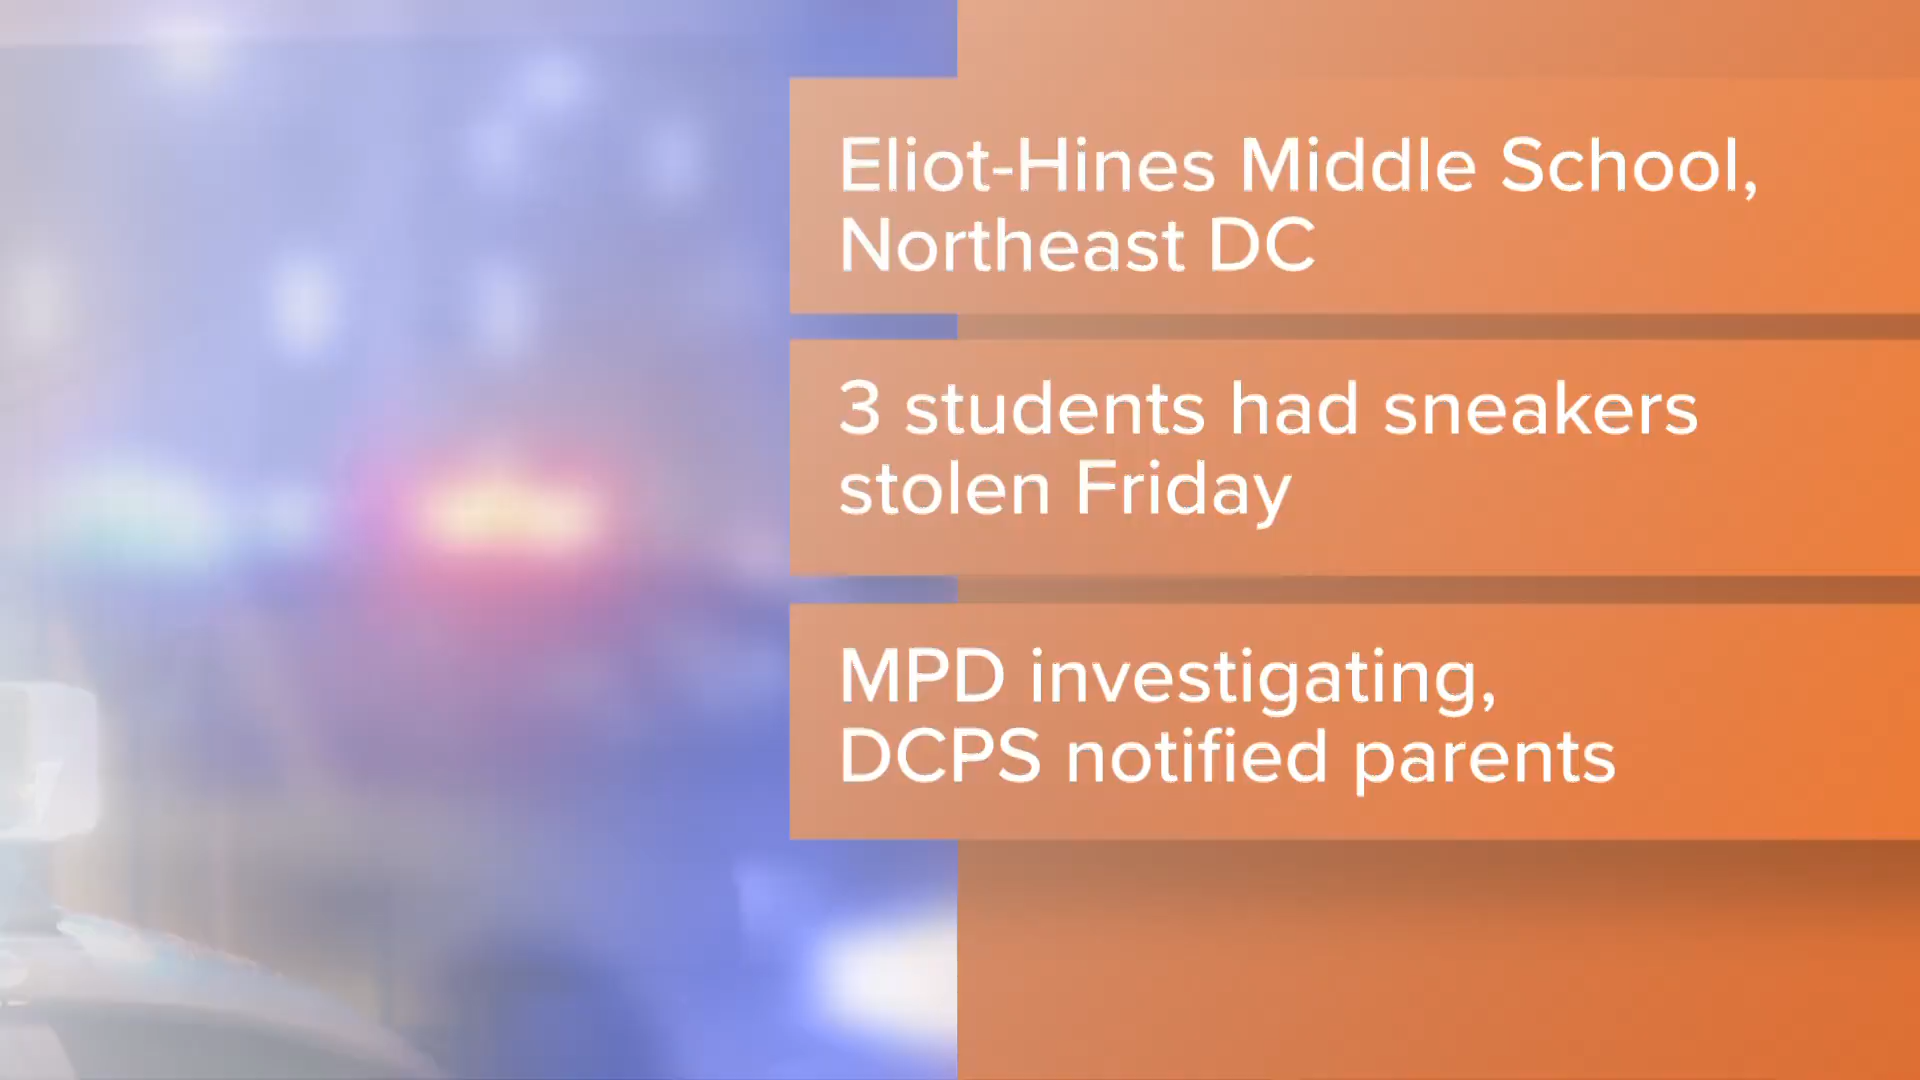 Eliot-Hines Middle School,
Northeast DC
3 students had sneakers
stolen Friday
MPD investigating,
DCPS notified parents